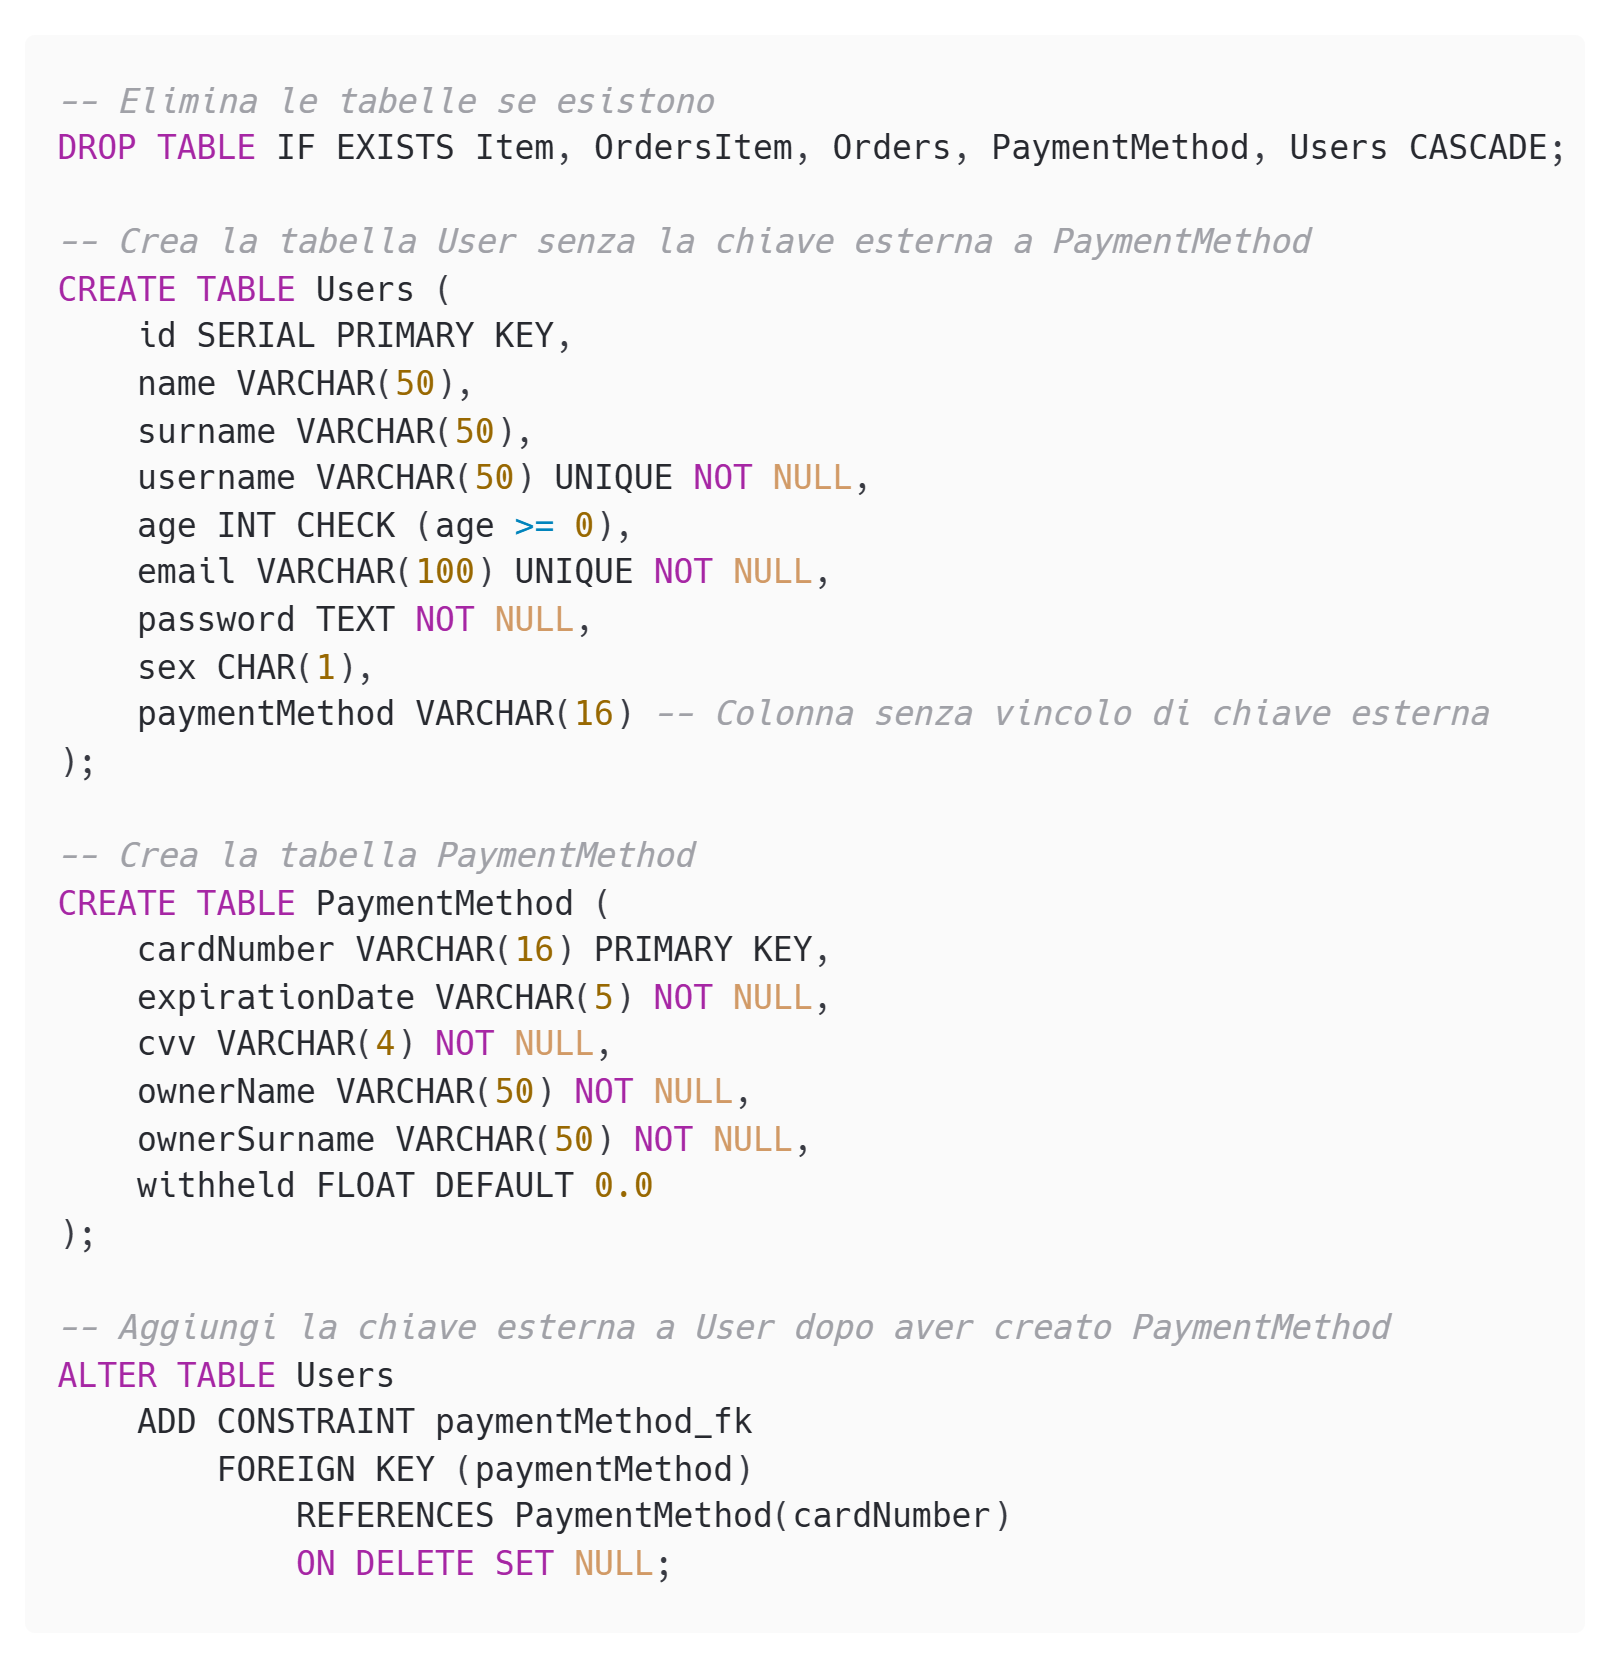 -- Elimina le tabelle se esistono
DROP TABLE IF EXISTS Item, OrdersItem, Orders, PaymentMethod, Users CASCADE;

-- Crea la tabella User senza la chiave esterna a PaymentMethod
CREATE TABLE Users (
    id SERIAL PRIMARY KEY,
    name VARCHAR(50),
    surname VARCHAR(50),
    username VARCHAR(50) UNIQUE NOT NULL,
    age INT CHECK (age >= 0),
    email VARCHAR(100) UNIQUE NOT NULL,
    password TEXT NOT NULL,
    sex CHAR(1),
    paymentMethod VARCHAR(16) -- Colonna senza vincolo di chiave esterna
);

-- Crea la tabella PaymentMethod
CREATE TABLE PaymentMethod (
    cardNumber VARCHAR(16) PRIMARY KEY,
    expirationDate VARCHAR(5) NOT NULL,
    cvv VARCHAR(4) NOT NULL,
    ownerName VARCHAR(50) NOT NULL,
    ownerSurname VARCHAR(50) NOT NULL,
    withheld FLOAT DEFAULT 0.0
);

-- Aggiungi la chiave esterna a User dopo aver creato PaymentMethod
ALTER TABLE Users
    ADD CONSTRAINT paymentMethod_fk
        FOREIGN KEY (paymentMethod)
            REFERENCES PaymentMethod(cardNumber)
            ON DELETE SET NULL;